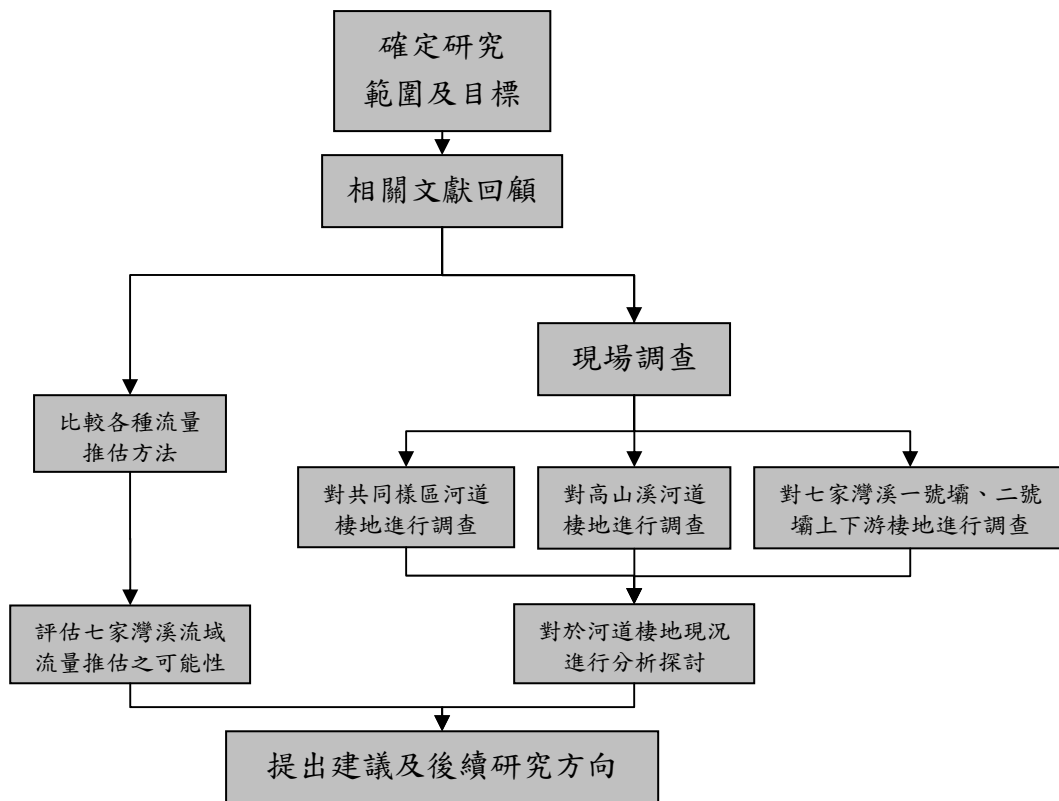 確定研究
範圍及目標
相關文獻回顧
現場調查
比較各種流量
推估方法
對共同樣區河道
棲地進行調查
對高山溪河道
棲地進行調查
對七家灣溪一號壩、二號
壩上下游棲地進行調查
評估七家灣溪流域
流量推估之可能性
對於河道棲地現況
進行分析探討
提出建議及後續研究方向